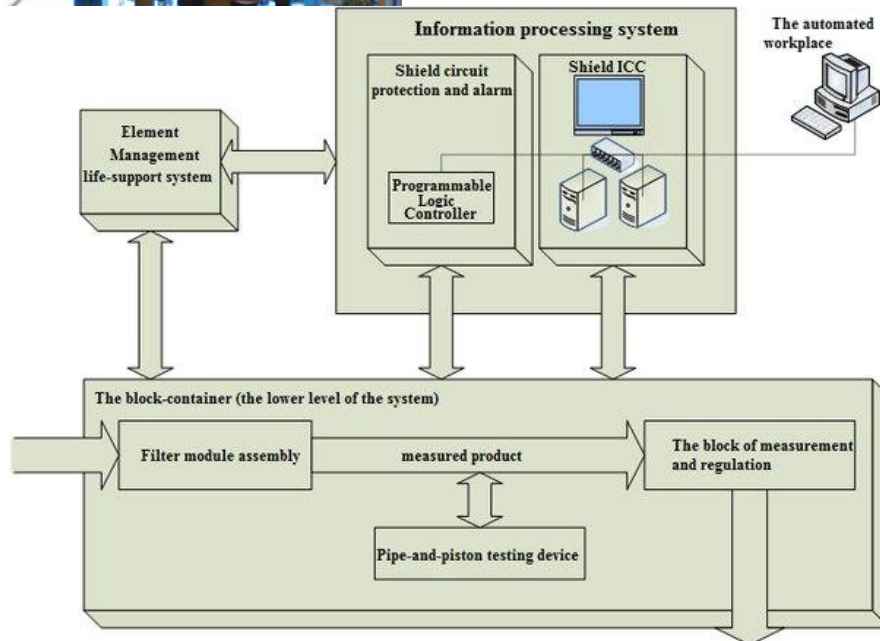 Information processing system
The automated
workplace
Shield circuit
protection and alarm
Shield ICC
Element
Management
life-support system
Programmable
Logic
Controller
The block-container (the lower level of the system)
Filter module assembly
measured product
The block of measurement
and regulation
Pipe-and-piston testing device